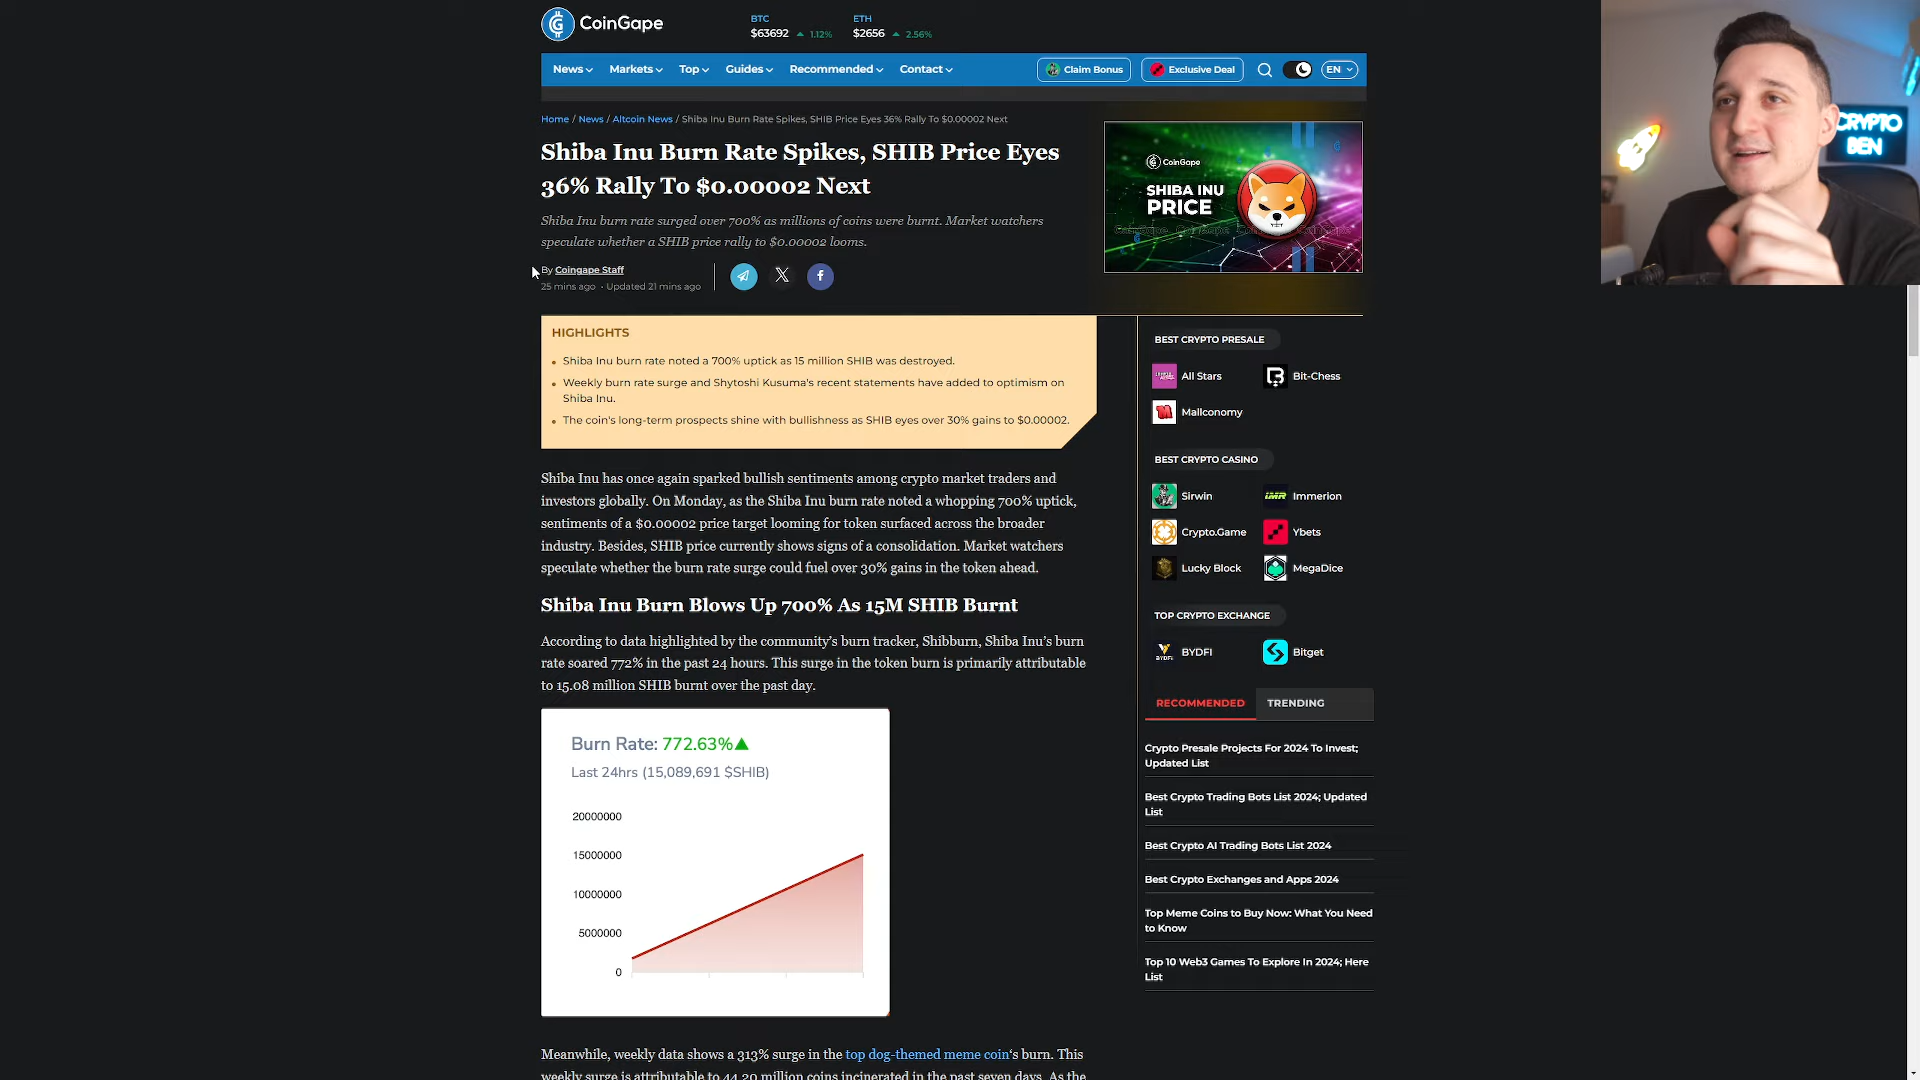 CoinGape
BTC
$63692 1.12%
ETH
$2656 2.56%
News Markets Top Guides Recommended Contact Claim Bonus Exclusive Deal EN
Home / News / Altcoin News / Shiba Inu Burn Rate Spikes, SHIB Price Eyes 36% Rally To $0.00002 Next
Shiba Inu Burn Rate Spikes, SHIB Price Eyes
36% Rally To $0.00002 Next
Shiba Inu burn rate surged over 700% as millions of coins were burnt. Market watchers
speculate whether a SHIB price rally to $0.00002 looms.
By Coingape Staff
25 mins ago • Updated 21 mins ago
CoinGape
SHIBA INU
PRICE
CRYPTO
BEN
HIGHLIGHTS
Shiba Inu burn rate noted a 700% uptick as 15 million SHIB was destroyed.
Weekly burn rate surge and Shytoshi Kusuma's recent statements have added to optimism on
Shiba Inu.
The coin's long-term prospects shine with bullishness as SHIB eyes over 30% gains to $0.00002.
Shiba Inu has once again sparked bullish sentiments among crypto market traders and
investors globally. On Monday, as the Shiba Inu burn rate noted a whopping 700% uptick,
sentiments of a $0.00002 price target looming for token surfaced across the broader
industry. Besides, SHIB price currently shows signs of a consolidation. Market watchers
speculate whether the burn rate surge could fuel over 30% gains in the token ahead.
Shiba Inu Burn Blows Up 700% As 15M SHIB Burnt
According to data highlighted by the community's burn tracker, Shibburn, Shiba Inu's burn
rate soared 772% in the past 24 hours. This surge in the token burn is primarily attributable
to 15.08 million SHIB burnt over the past day.
Burn Rate: 772.63%▲
Last 24hrs (15,089,691 $SHIB)
20000000
15000000
10000000
5000000
0
Meanwhile, weekly data shows a 313% surge in the top dog-themed meme coin's burn. This
weekly surge is attributable to 44.20 million coins incinerated in the past seven days. As the
BEST CRYPTO PRESALE
All Stars
Bit-Chess
Mallconomy
BEST CRYPTO CASINO
Sirwin
IMR Immerion
Crypto.Game
Ybets
Lucky Block
MegaDice
TOP CRYPTO EXCHANGE
BYDFI BYDFI
Bitget
RECOMMENDED TRENDING
Crypto Presale Projects For 2024 To Invest;
Updated List
Best Crypto Trading Bots List 2024; Updated
List
Best Crypto AI Trading Bots List 2024
Best Crypto Exchanges and Apps 2024
Top Meme Coins to Buy Now: What You Need
to Know
Top 10 Web3 Games To Explore In 2024; Here
List